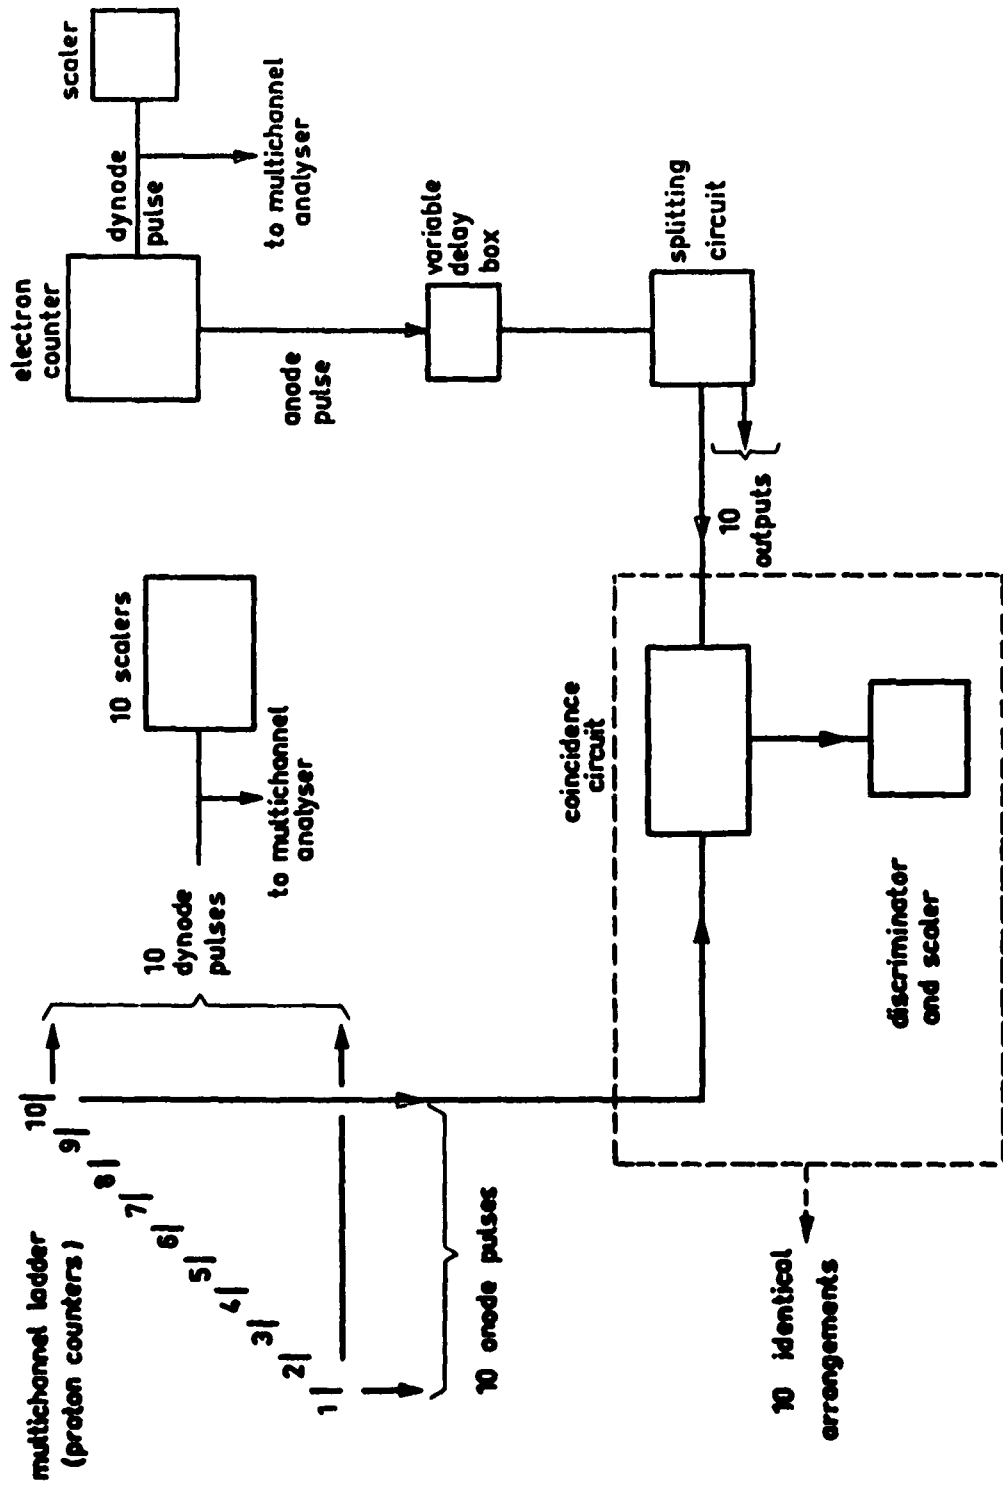 multichannel ladder
(proton counters)
1
2
3
4
5
6
7
8
9
10
10
dynode
pulses
10 scalers
to multichannel
analyser
10 anode pulses
electron
counter
dynode
pulse
scaler
to multichannel
analyser
anode
pulse
variable
delay
box
splitting
circuit
10
outputs
coincidence
circuit
discriminator
and scaler
10 identical
arrangements